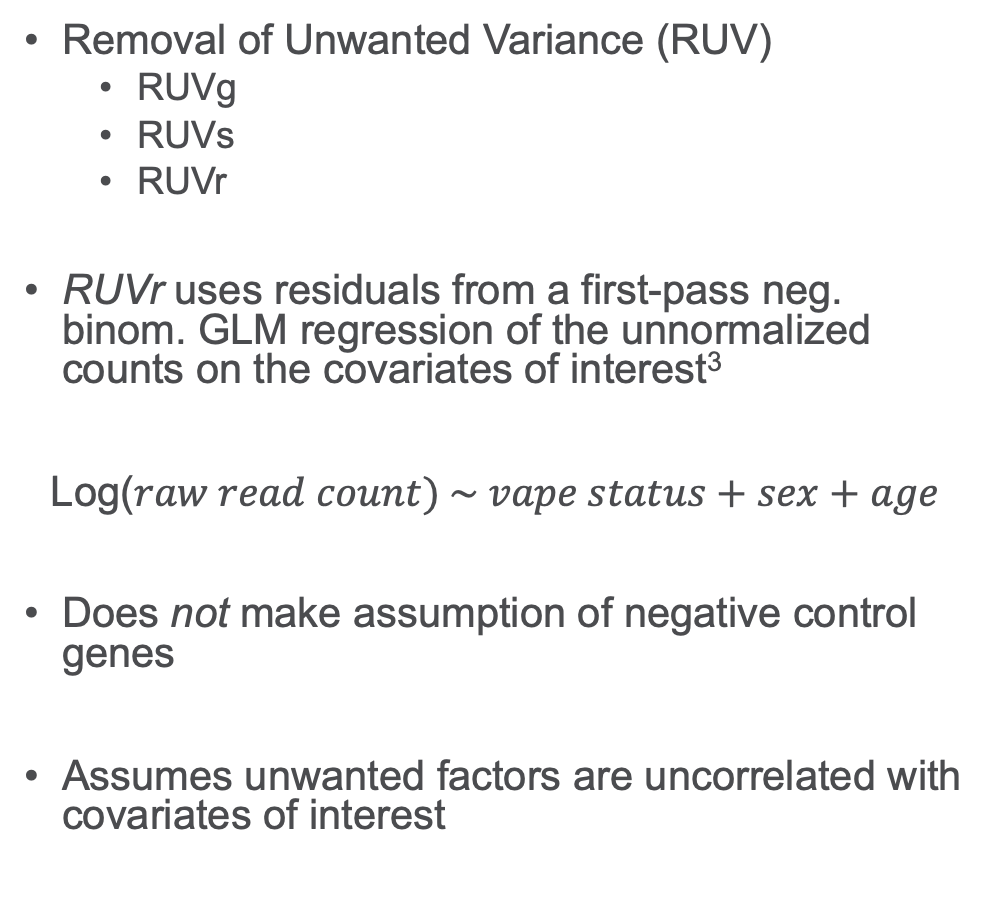 • Removal of Unwanted Variance (RUV)
• RUVg
• RUVs
• RUVr
• RUVr uses residuals from a first-pass neg.
binom. GLM regression of the unnormalized
counts on the covariates of interest³
Log(raw read count) ~ vape status + sex + age
• Does not make assumption of negative control
genes
• Assumes unwanted factors are uncorrelated with
covariates of interest